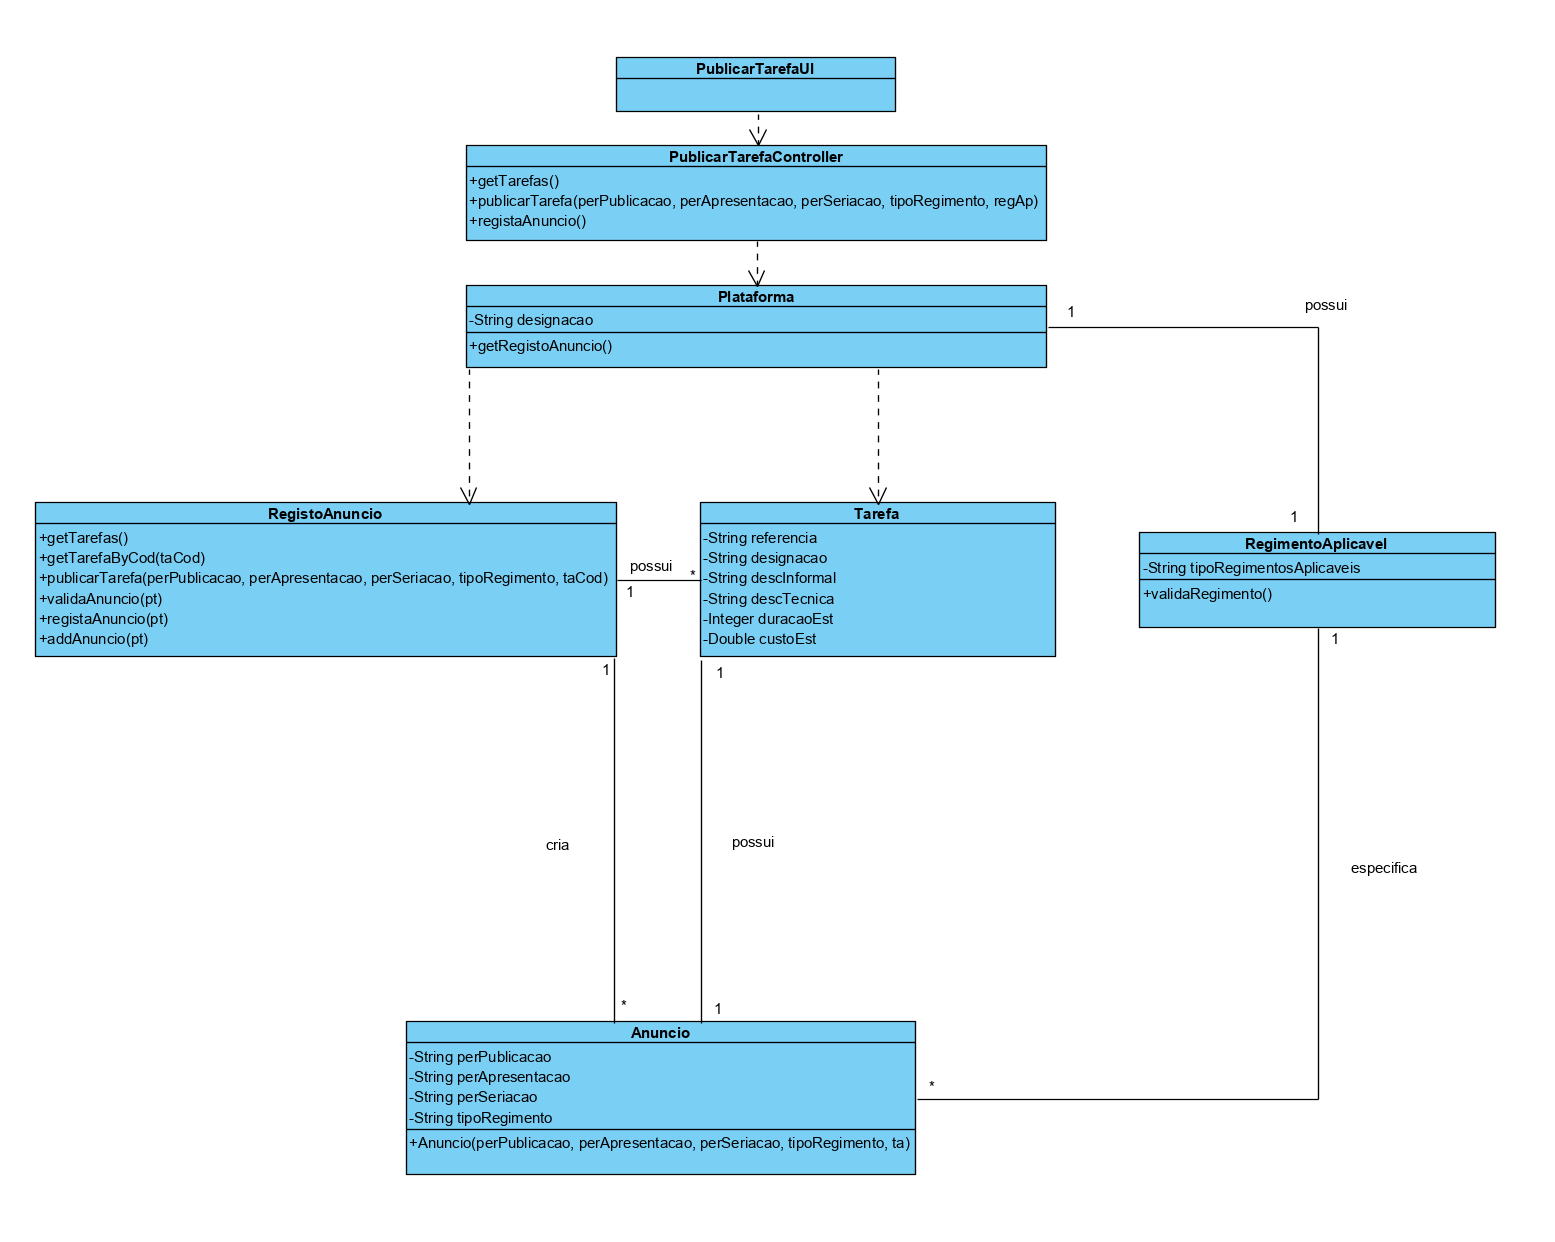 PublicarTarefaUI
PublicarTarefaController
+getTarefas()
+publicarTarefa(perPublicacao, perApresentacao, perSeriacao, tipoRegimento, regAp)
+registaAnuncio()
Plataforma
-String designacao
+getRegistoAnuncio()
1
possui
1
RegistoAnuncio
+getTarefas()
+getTarefaByCod(taCod)
+publicarTarefa(perPublicacao, perApresentacao, perSeriacao, tipoRegimento, taCod)
+validaAnuncio(pt)
+registaAnuncio(pt)
+addAnuncio(pt)
possui
*
1
Tarefa
-String referencia
-String designacao
-String descInformal
-String descTecnica
-Integer duracaoEst
-Double custoEst
RegimentoAplicavel
-String tipoRegimentosAplicaveis
+validaRegimento()
1
1
1
cria
possui
especifica
*
1
Anuncio
-String perPublicacao
-String perApresentacao
-String perSeriacao
-String tipoRegimento
+Anuncio(perPublicacao, perApresentacao, perSeriacao, tipoRegimento, ta)
*